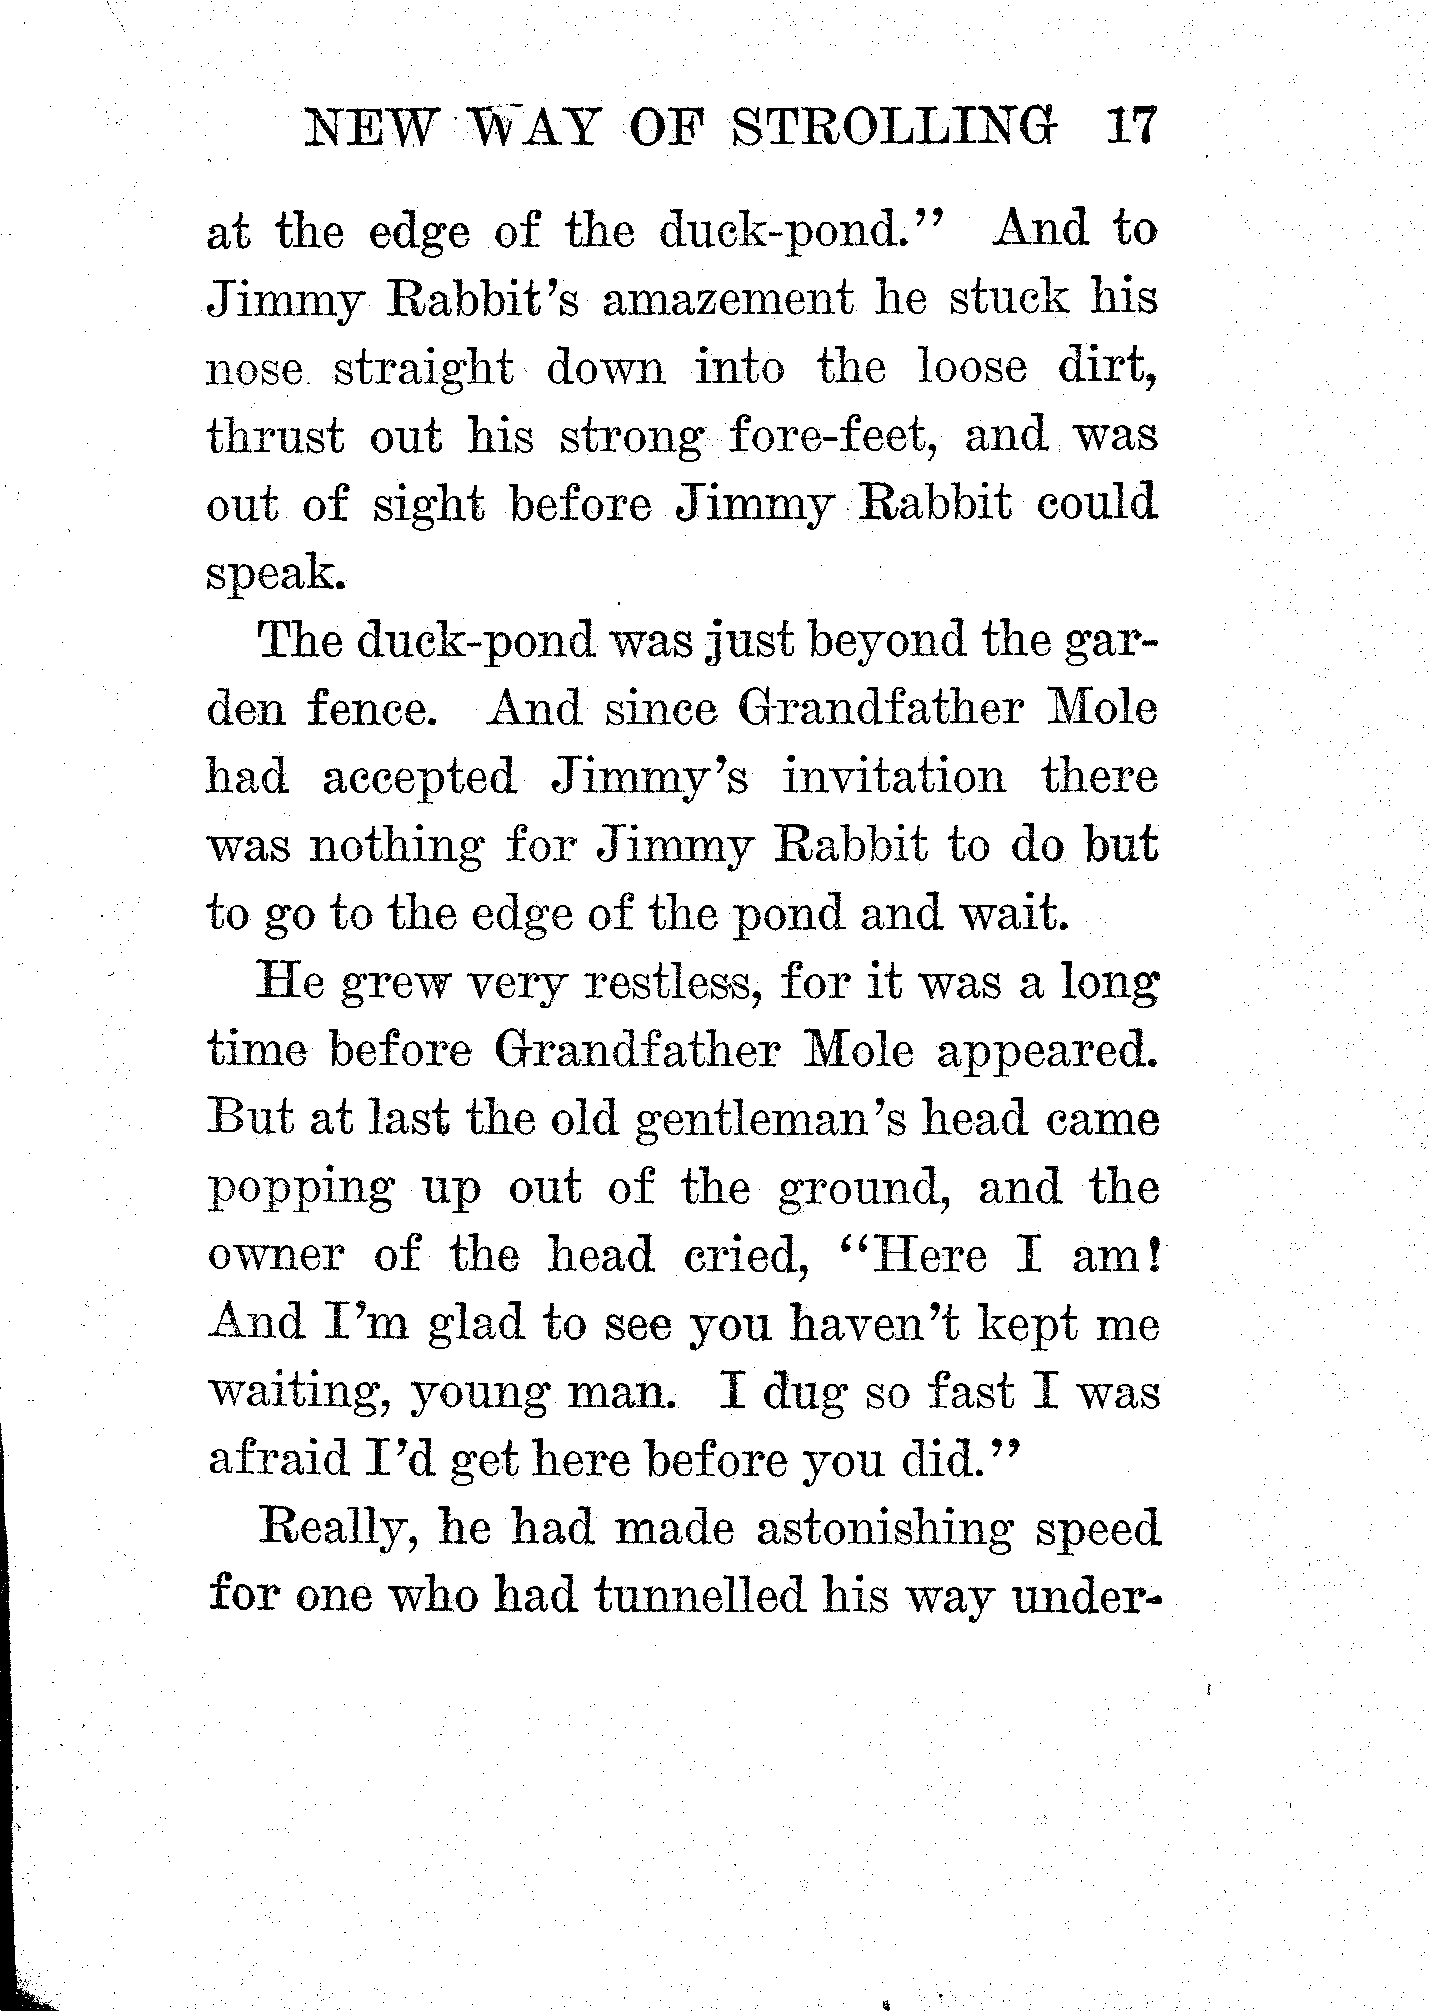 NEW WAY OF STROLLING 17
at the edge of the duck-pond." And to
Jimmy Rabbit's amazement he stuck his
nose straight down into the loose dirt,
thrust out his strong fore-feet, and was
out of sight before Jimmy Rabbit could
speak.
The duck-pond was just beyond the gar-
den fence. And since Grandfather Mole
had accepted Jimmy's invitation there
was nothing for Jimmy Rabbit to do but
to go to the edge of the pond and wait.
He grew very restless, for it was a long
time before Grandfather Mole appeared.
But at last the old gentleman's head came
popping up out of the ground, and the
owner of the head cried, "Here I am!
And I'm glad to see you haven't kept me
waiting, young man. I dug so fast I was
afraid I'd get here before you did."
Really, he had made astonishing speed
for one who had tunnelled his way under-